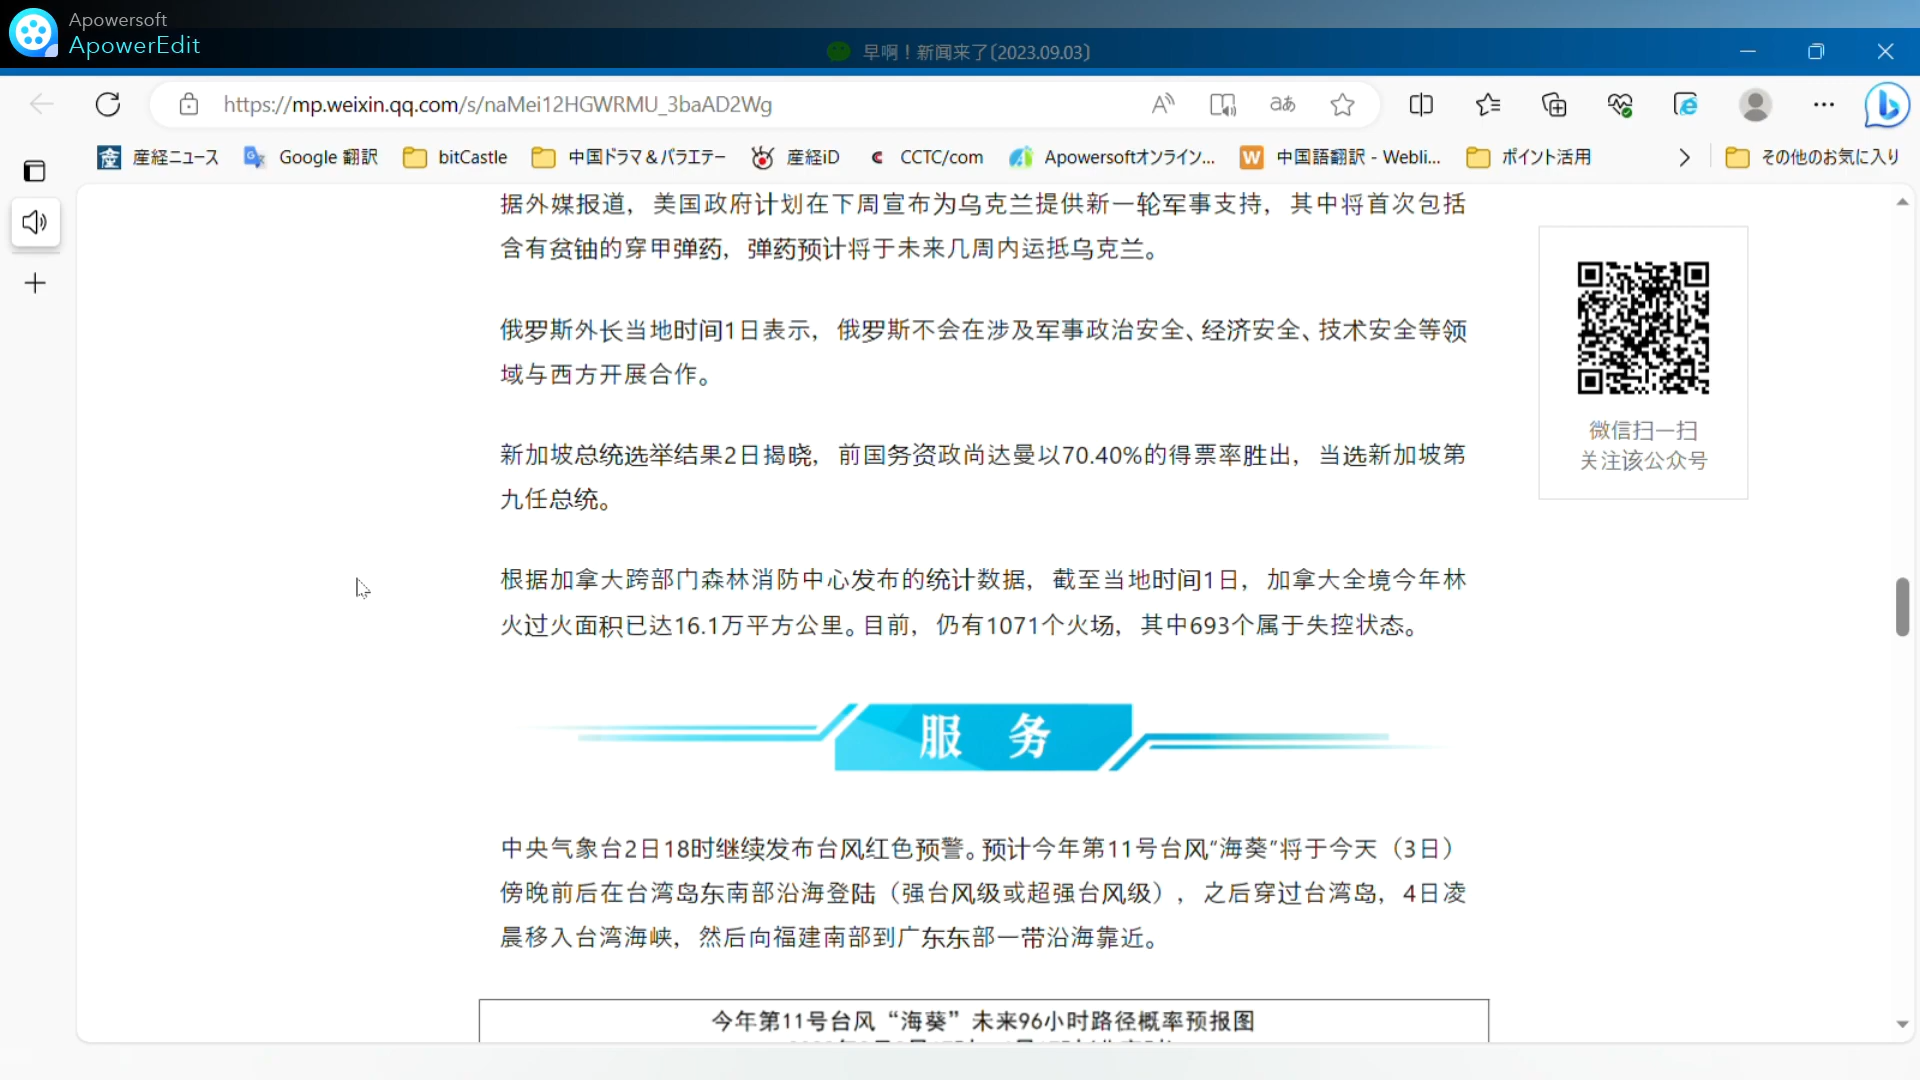 Apowersoft
ApowerEdit
早啊！新闻来了〔2023.09.03〕
https://mp.weixin.qq.com/s/naMei12HGWRMU_3baAD2Wg
産経ニュース Google 翻訳 bitCastle 中国ドラマ＆バラエテー 産経iD CCTC/com Apowersoftオンライン... 中国語翻訳 - Webli... ポイント活用 その他のお気に入り
据外媒报道，美国政府计划在下周宣布为乌克兰提供新一轮军事支持，其中将首次包括
含有贫铀的穿甲弹药，弹药预计将于未来几周内运抵乌克兰。
俄罗斯外长当地时间1日表示，俄罗斯不会在涉及军事政治安全、经济安全、技术安全等领
域与西方开展合作。
新加坡总统选举结果2日揭晓，前国务资政尚达曼以70.40%的得票率胜出，当选新加坡第
九任总统。
根据加拿大跨部门森林消防中心发布的统计数据，截至当地时间1日，加拿大全境今年林
火过火面积已达16.1万平方公里。目前，仍有1071个火场，其中693个属于失控状态。
微信扫一扫
关注该公众号
服 务
中央气象台2日18时继续发布台风红色预警。预计今年第11号台风“海葵”将于今天（3日）
傍晚前后在台湾岛东南部沿海登陆（强台风级或超强台风级），之后穿过台湾岛，4日凌
晨移入台湾海峡，然后向福建南部到广东东部一带沿海靠近。
今年第11号台风“海葵”未来96小时路径概率预报图